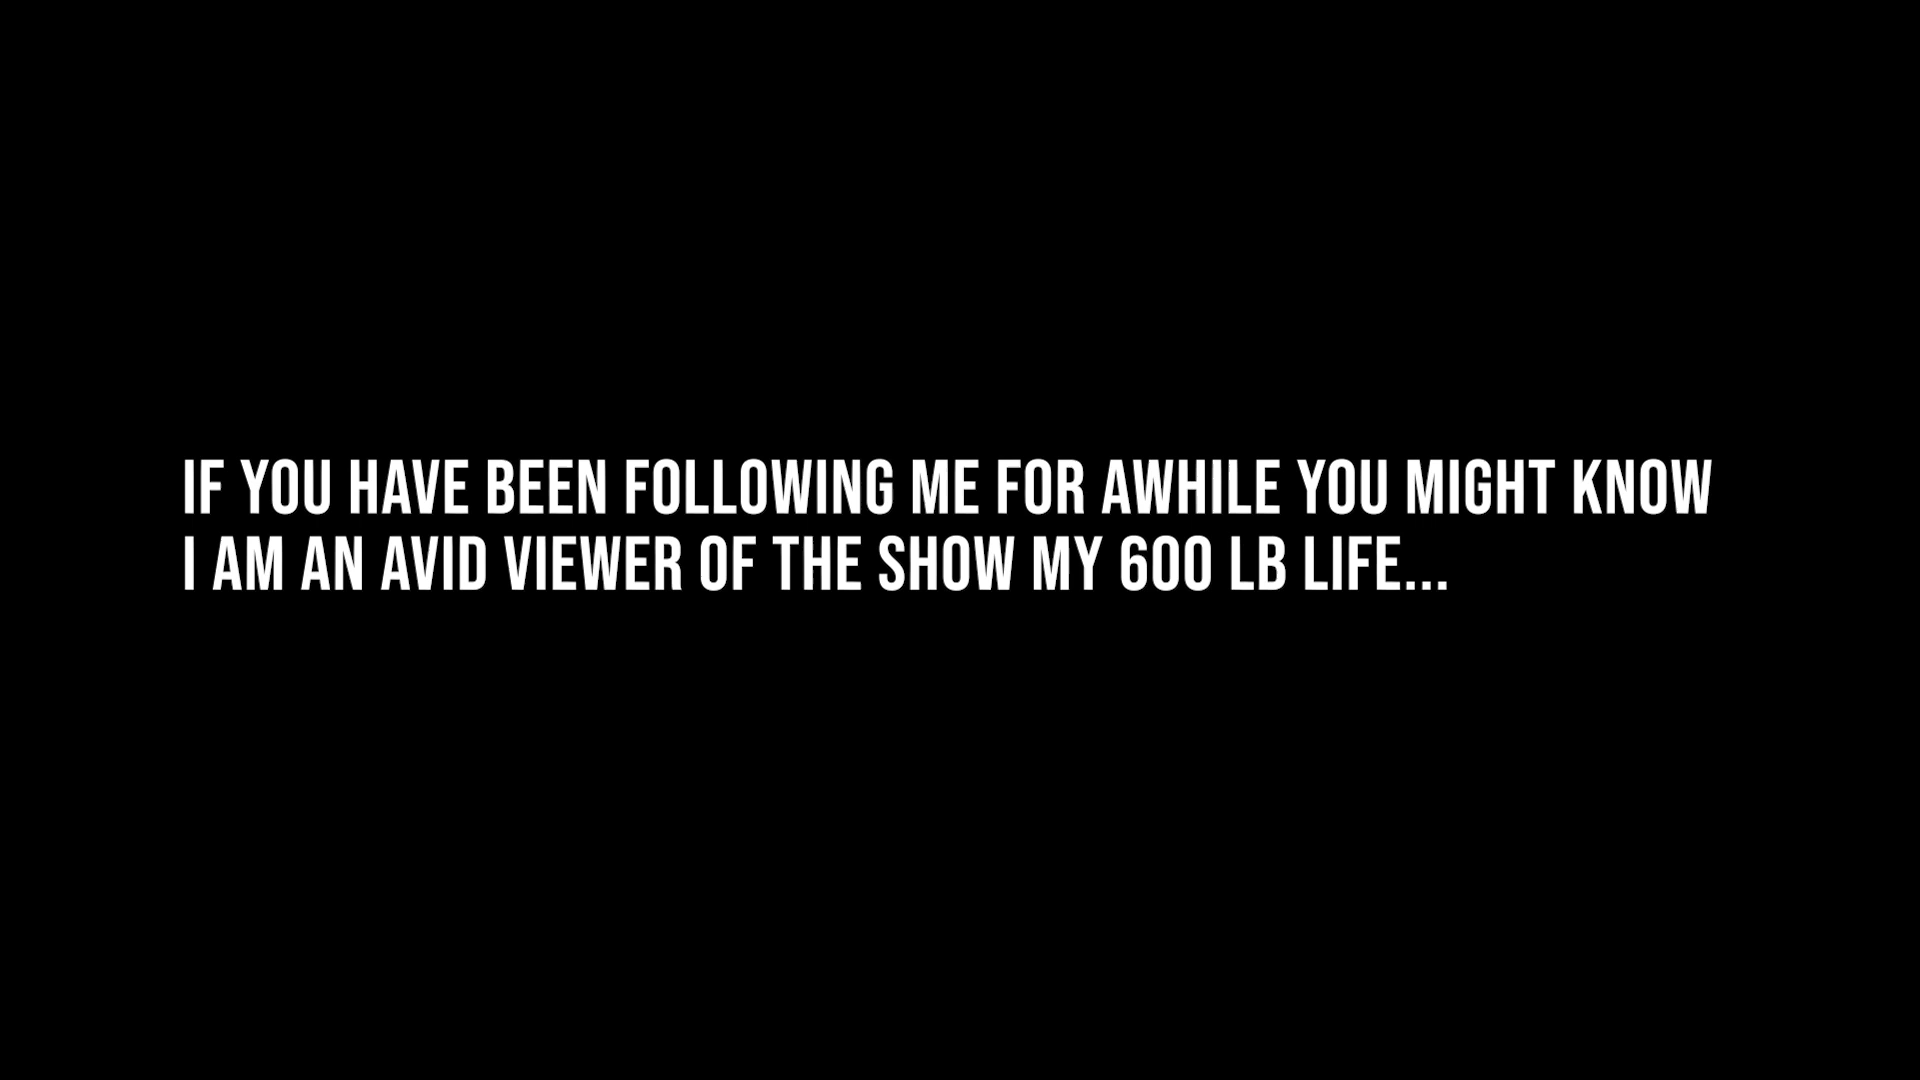 IF YOU HAVE BEEN FOLLOWING ME FOR AWHILE YOU MIGHT KNOW
I AM AN AVID VIEWER OF THE SHOW MY 600 LB LIFE...